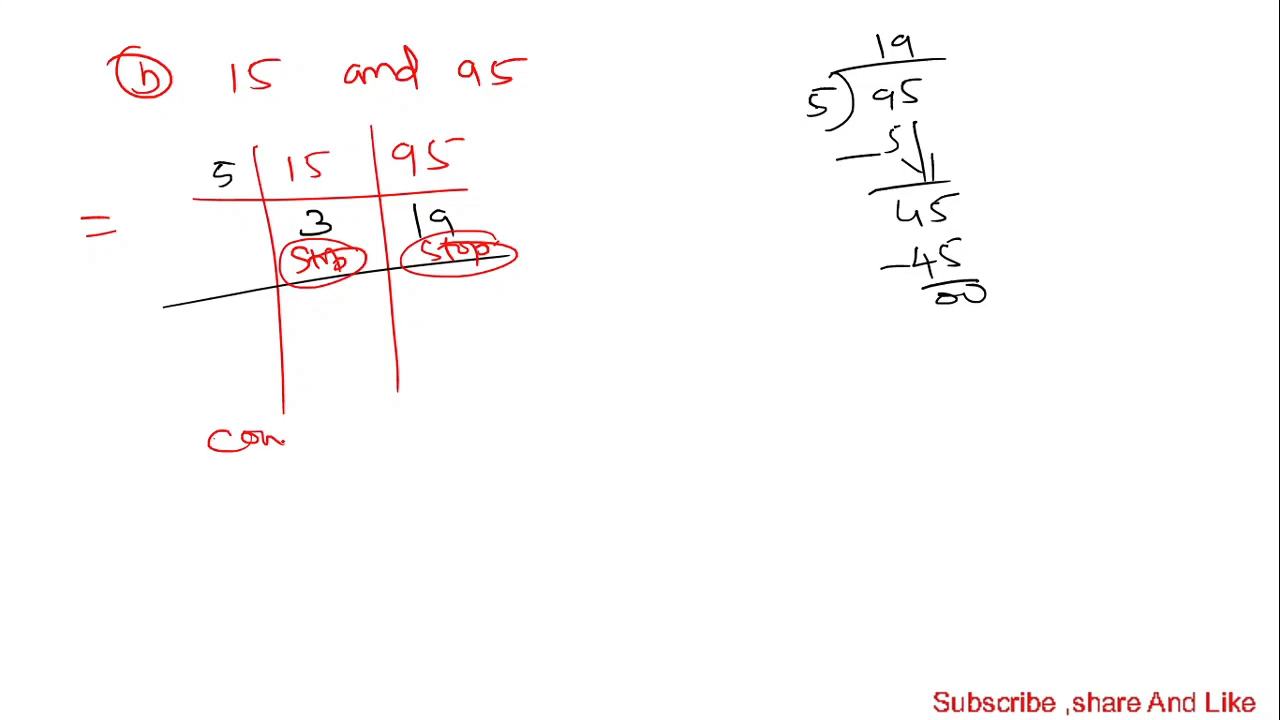 b 15 and 95
5 15 95
= 3 19
Stop Stop
con
19
5) 95
-5
45
-45
00
Subscribe ,share And Like